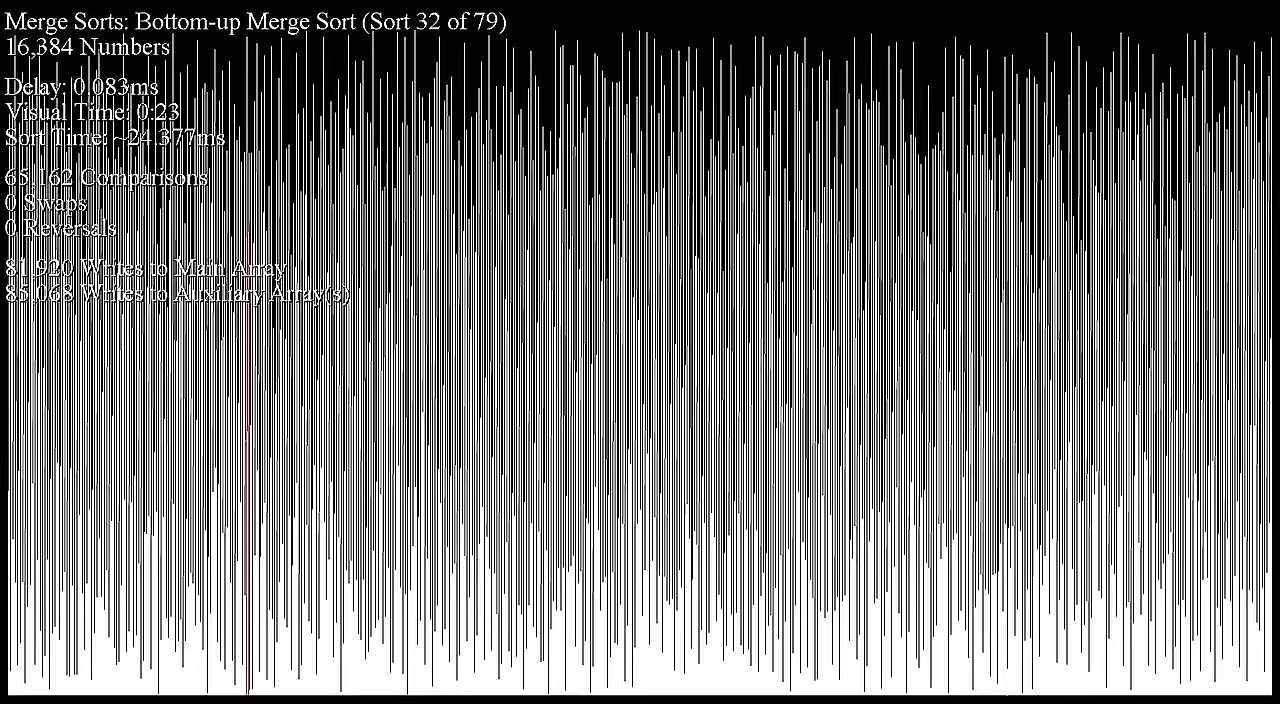 Merge Sorts: Bottom-up Merge Sort (Sort 32 of 79)
16,384 Numbers
Delay: 0.083ms
Visual Time: 0:23
Sort Time: ~24.377ms
65,162 Comparisons
0 Swaps
0 Reversals
81,920 Writes to Main Array
85,068 Writes to Auxiliary Array(s)